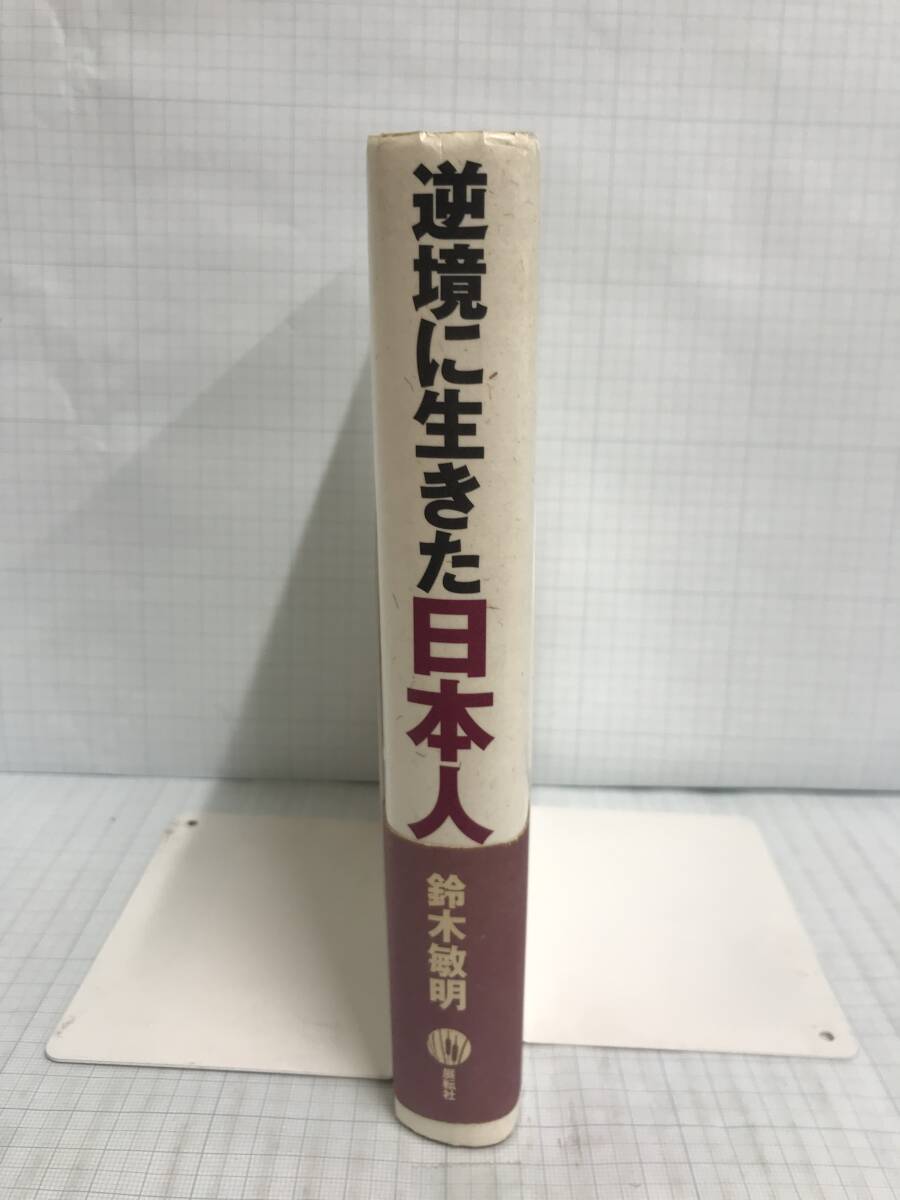 逆境に生きた日本人
鈴木敏明
展転社